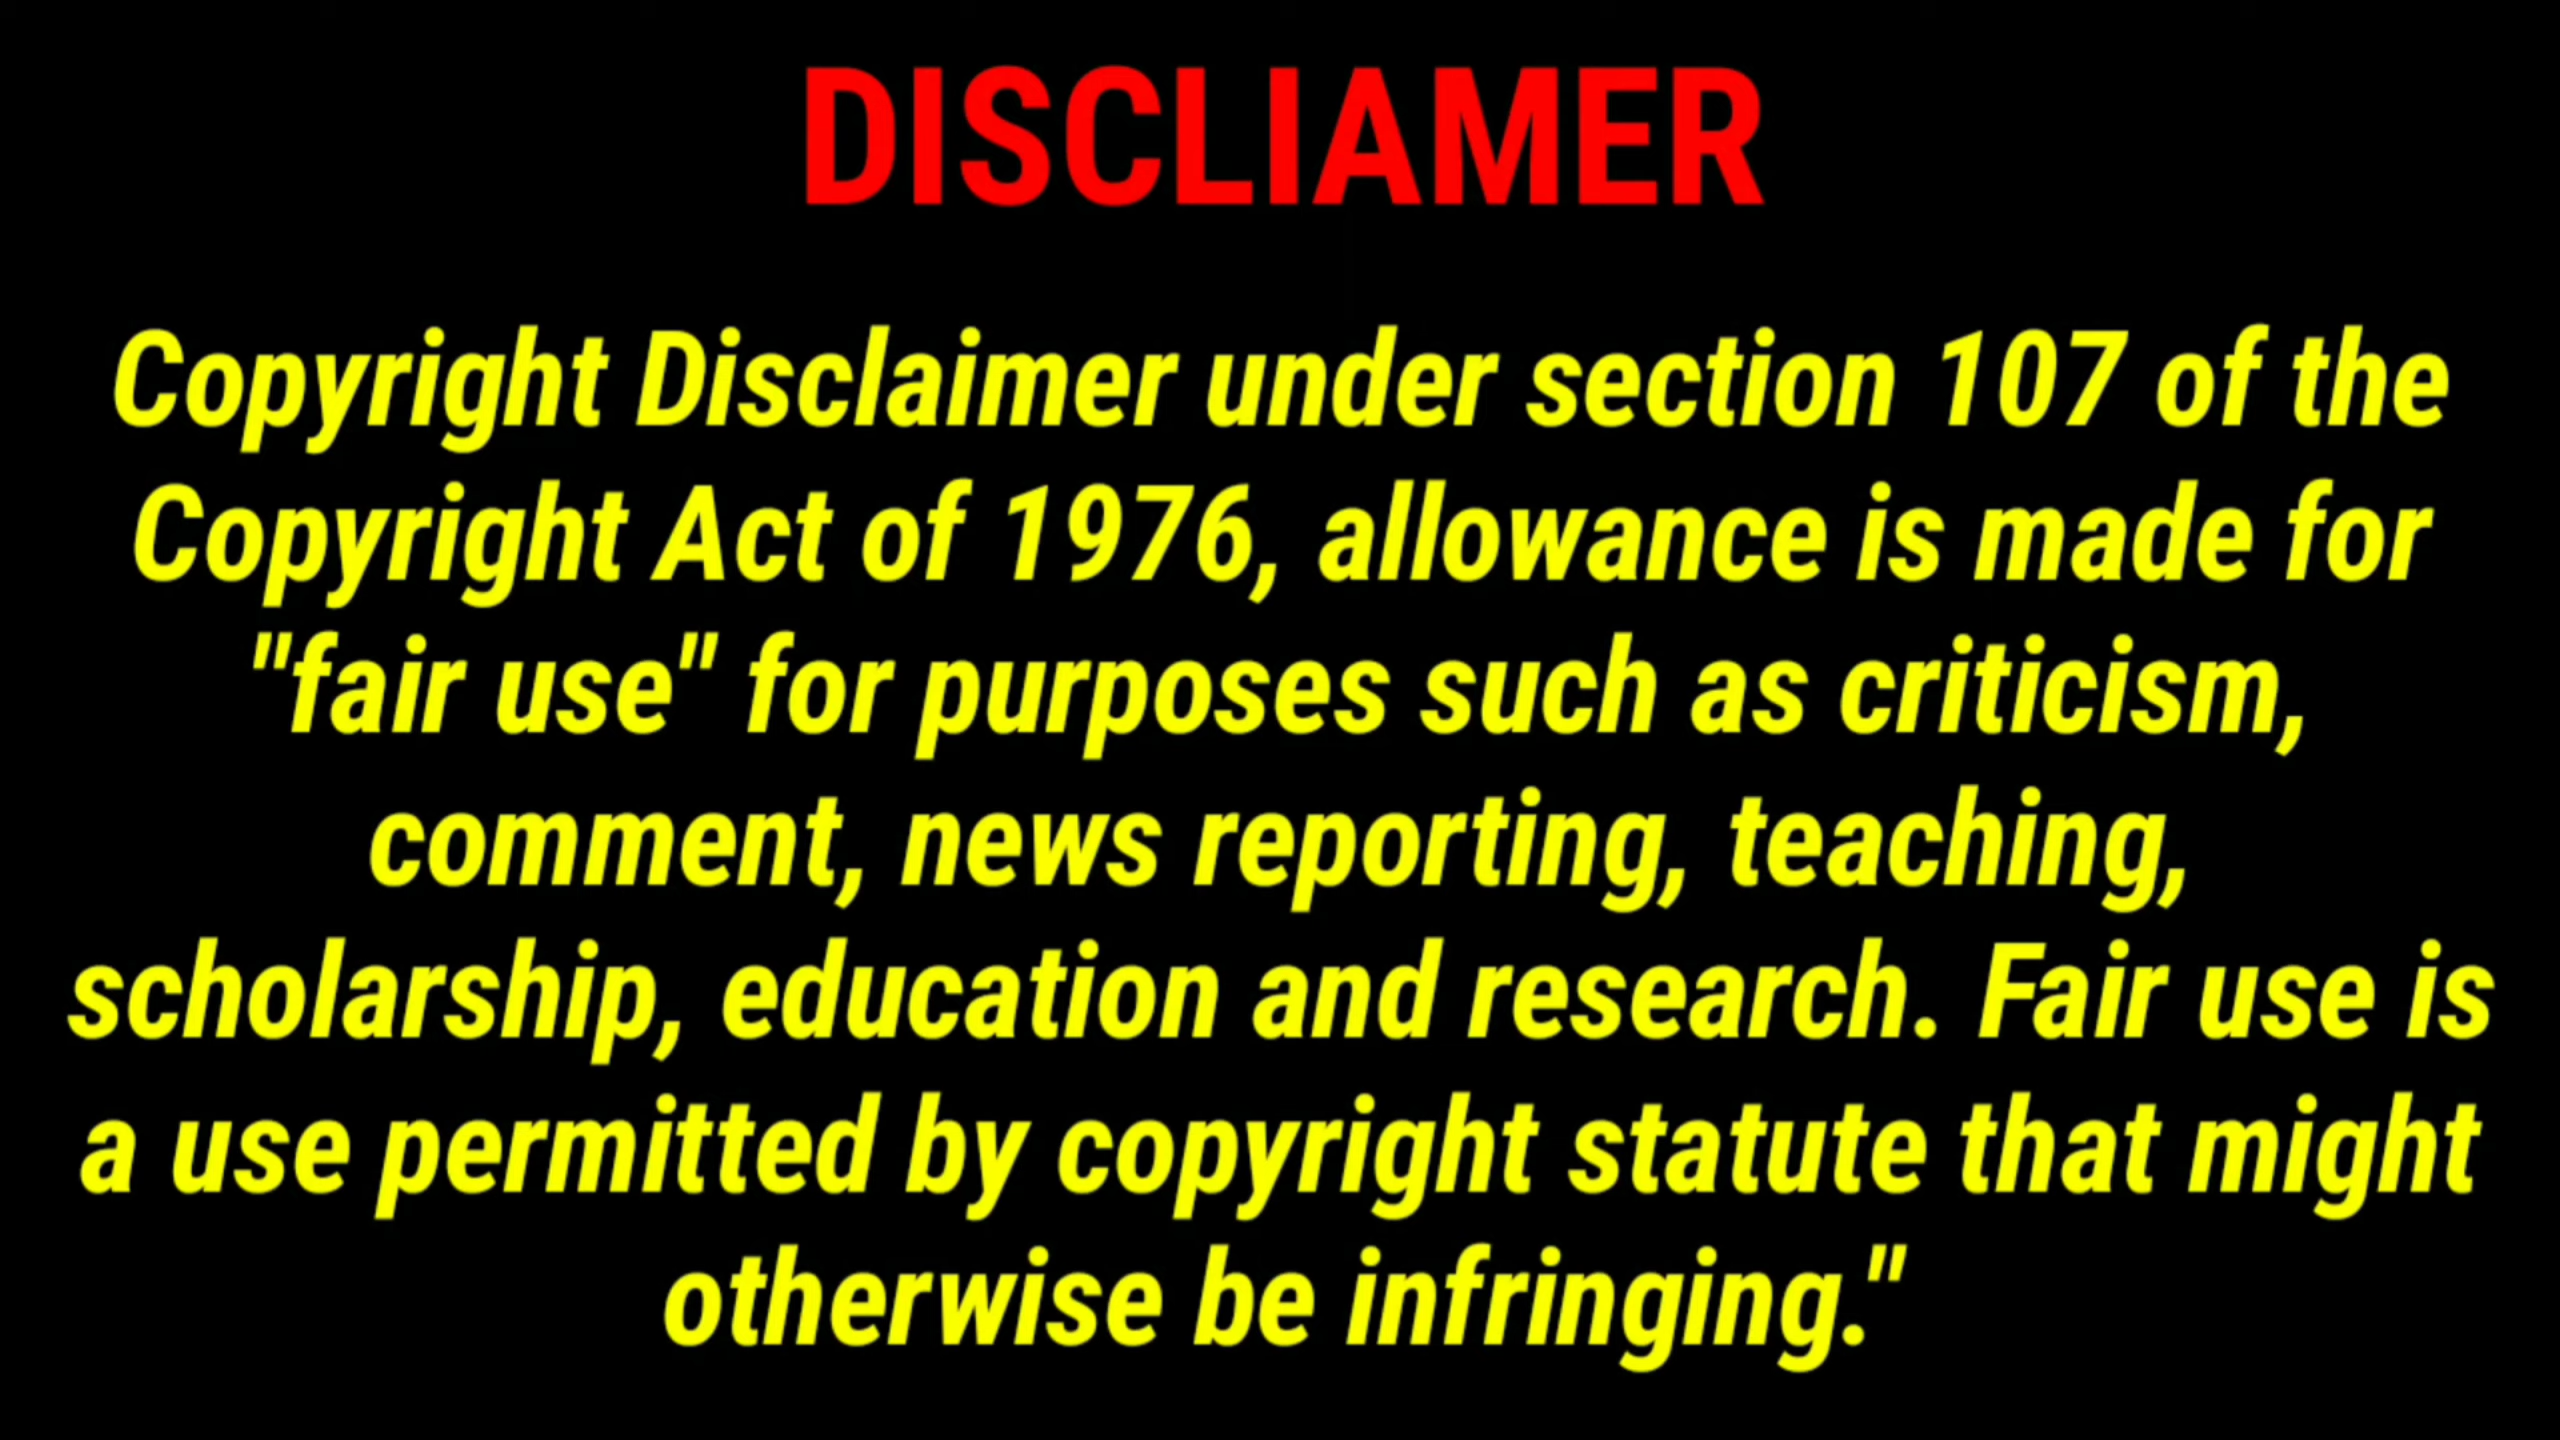 DISCLIAMER
Copyright Disclaimer under section 107 of the
Copyright Act of 1976, allowance is made for
"fair use" for purposes such as criticism,
comment, news reporting, teaching,
scholarship, education and research. Fair use is
a use permitted by copyright statute that might
otherwise be infringing."